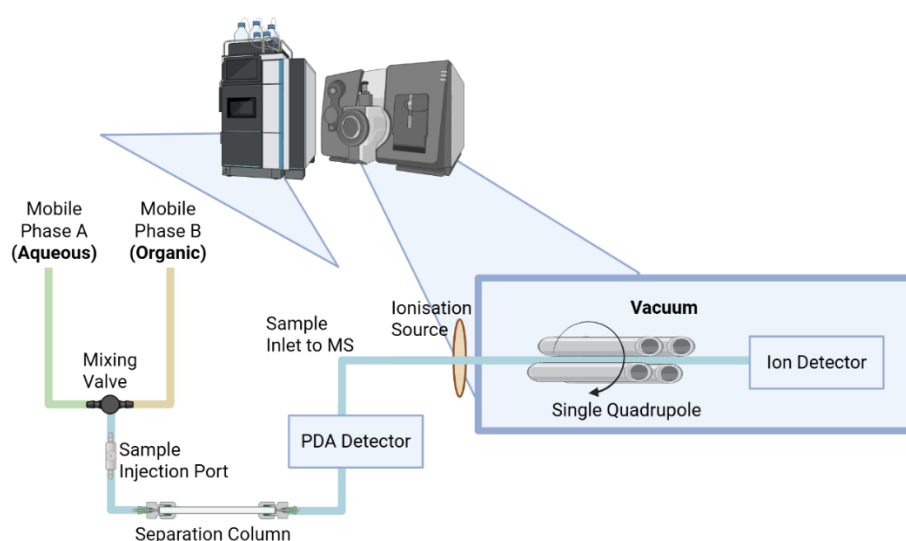 Mobile
Phase A
(Aqueous)
Mobile
Phase B
(Organic)
Mixing
Valve
Sample
Injection Port
Separation Column
PDA Detector
Sample
Inlet to MS
Ionisation
Source
Vacuum
Single Quadrupole
Ion Detector